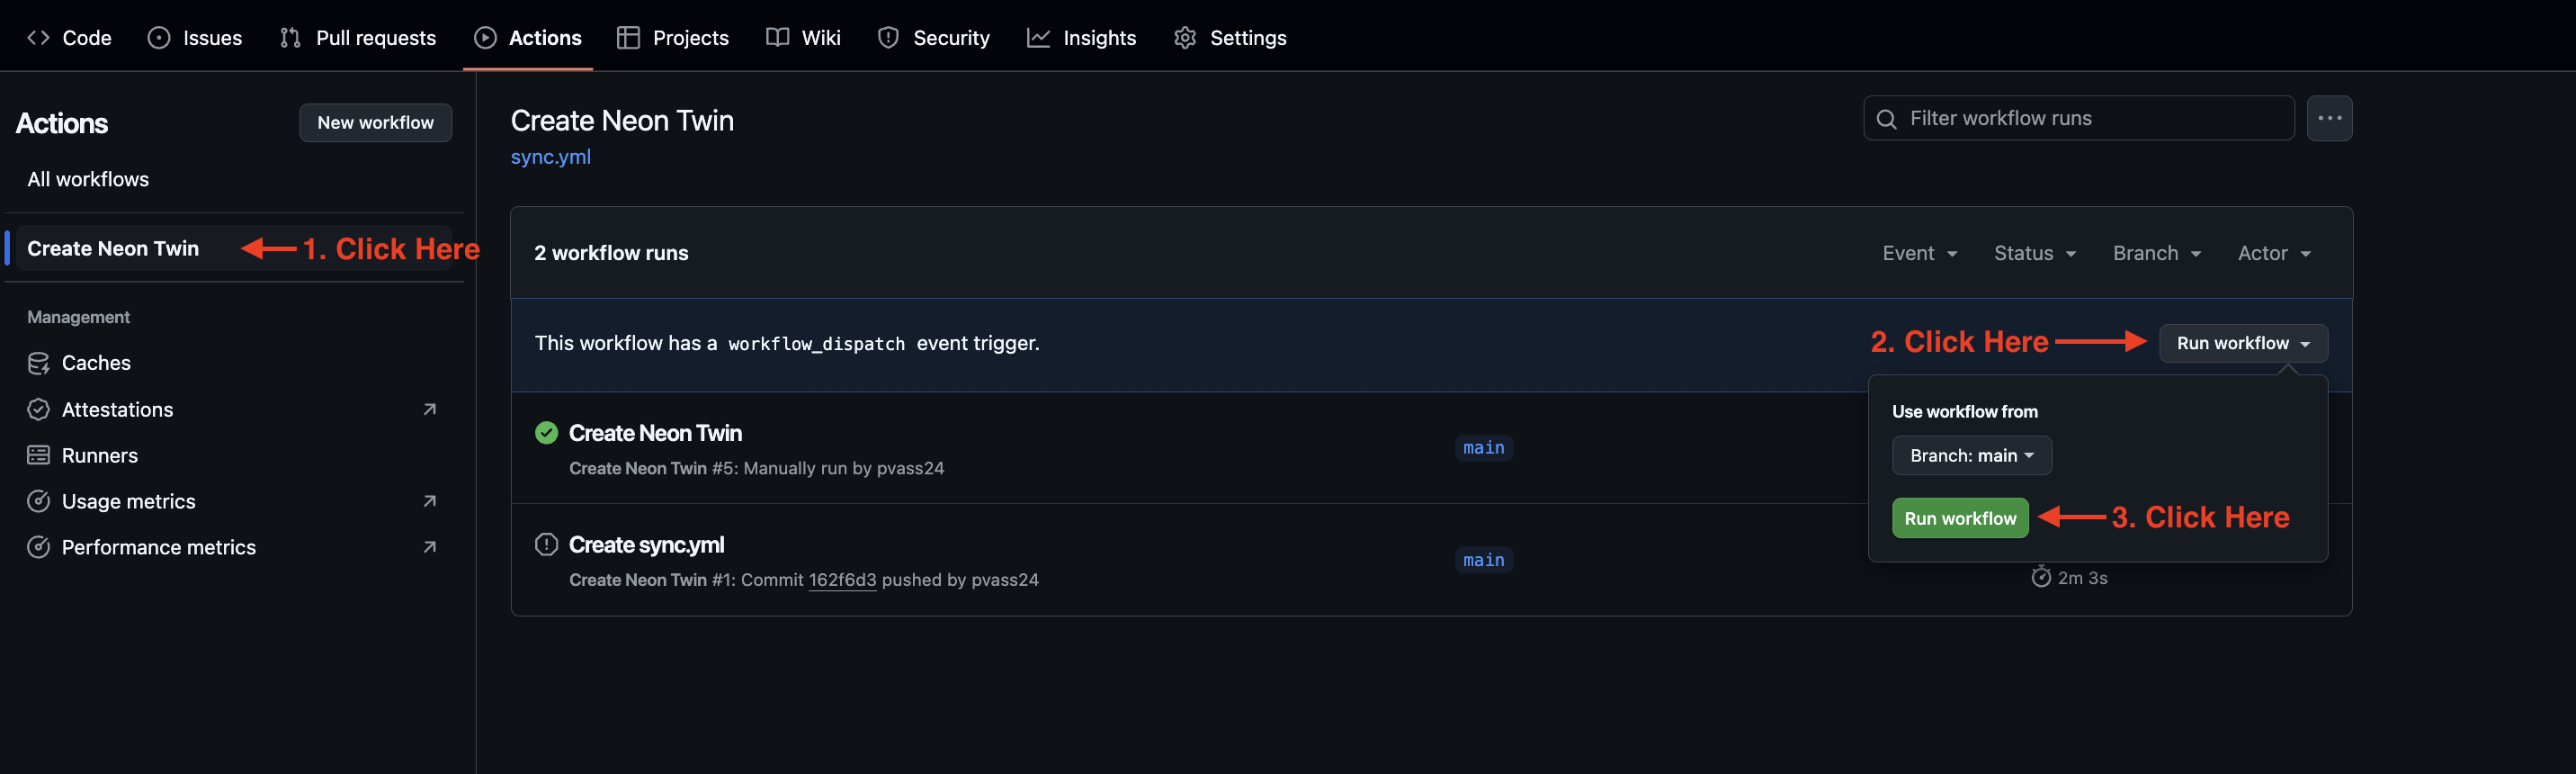 Code Issues Pull requests Actions Projects Wiki Security Insights Settings
Actions New workflow
All workflows
Create Neon Twin 1. Click Here
Management
Caches
Attestations
Runners
Usage metrics
Performance metrics
Create Neon Twin
sync.yml
Filter workflow runs
2 workflow runs Event Status Branch Actor
This workflow has a workflow_dispatch event trigger. 2. Click Here Run workflow
Create Neon Twin
Create Neon Twin #5: Manually run by pvass24
main
Create sync.yml
Create Neon Twin #1: Commit 162f6d3 pushed by pvass24
main
2m 3s
Use workflow from
Branch: main
Run workflow 3. Click Here